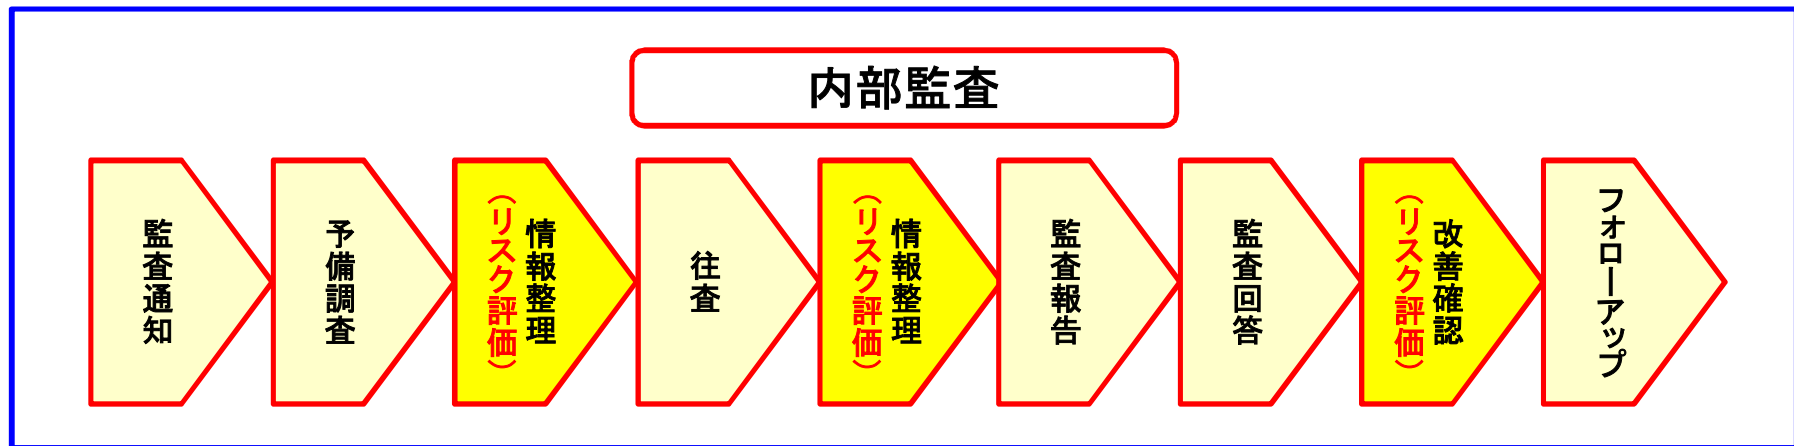 内部監査
監査通知
予備調査
情報整理
（リスク評価）
往査
情報整理
（リスク評価）
監査報告
監査回答
改善確認
（リスク評価）
フォローアップ